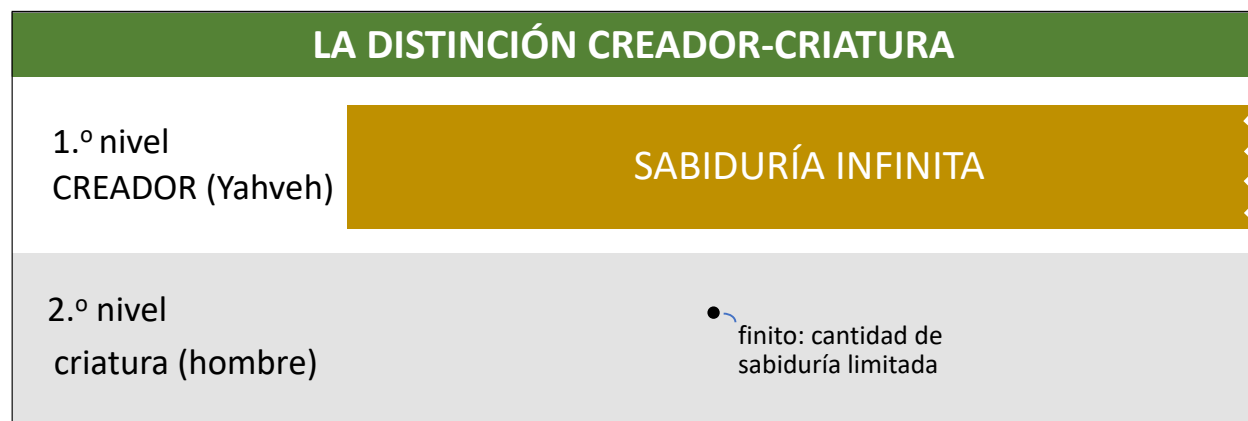 LA DISTINCIÓN CREADOR-CRIATURA
1.º nivel
CREADOR (Yahveh)
SABIDURÍA INFINITA
2.º nivel
criatura (hombre)
finito: cantidad de
sabiduría limitada